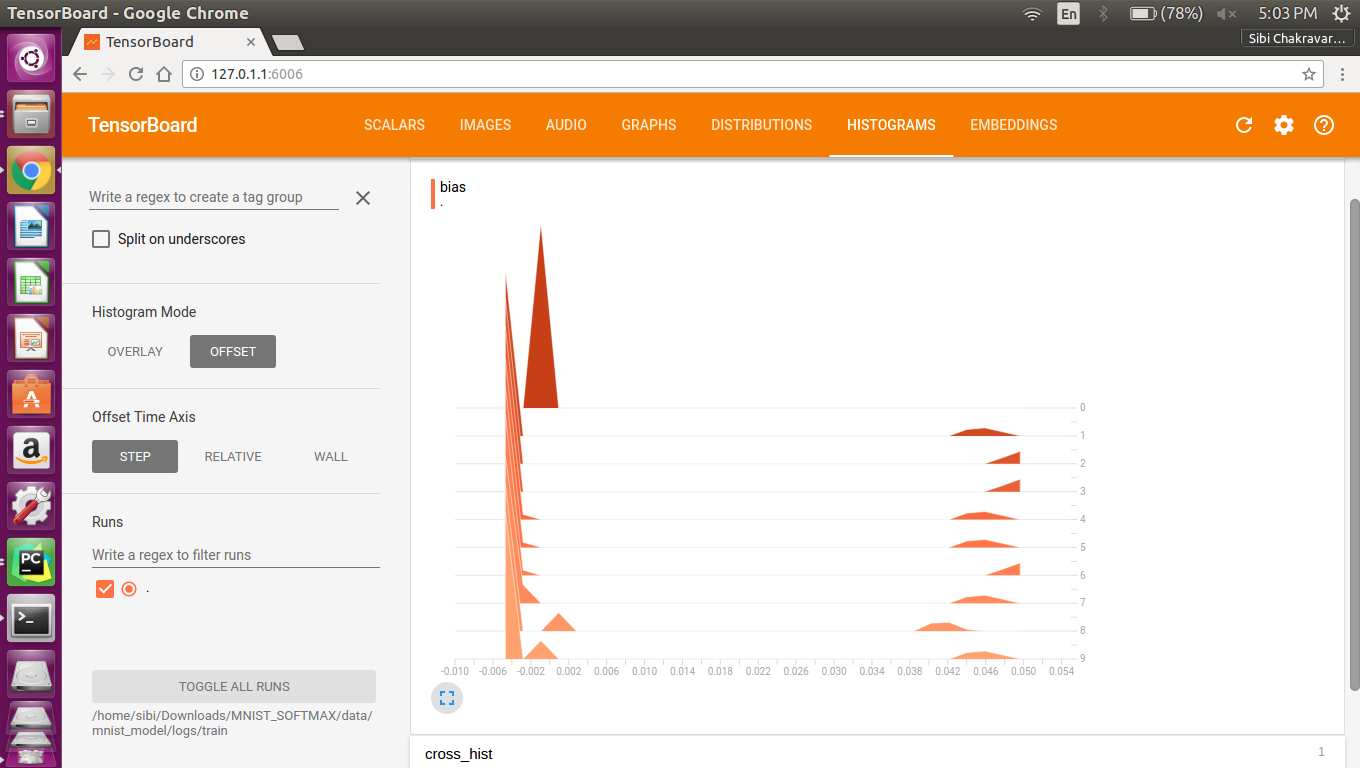 TensorBoard - Google Chrome
En
(78%)
5:03 PM
TensorBoard
Sibi Chakravar...
127.0.1.1:6006
TensorBoard
SCALARS IMAGES AUDIO GRAPHS DISTRIBUTIONS HISTOGRAMS EMBEDDINGS
Write a regex to create a tag group
Split on underscores
Histogram Mode
OVERLAY OFFSET
Offset Time Axis
STEP RELATIVE WALL
Runs
Write a regex to filter runs
.
TOGGLE ALL RUNS
/home/sibi/Downloads/MNIST_SOFTMAX/data/
mnist_model/logs/train
bias
.
0
1
2
3
4
5
6
7
8
9
-0.010 -0.006 -0.002 0.002 0.006 0.010 0.014 0.018 0.022 0.026 0.030 0.034 0.038 0.042 0.046 0.050 0.054
cross_hist 1
PC
a